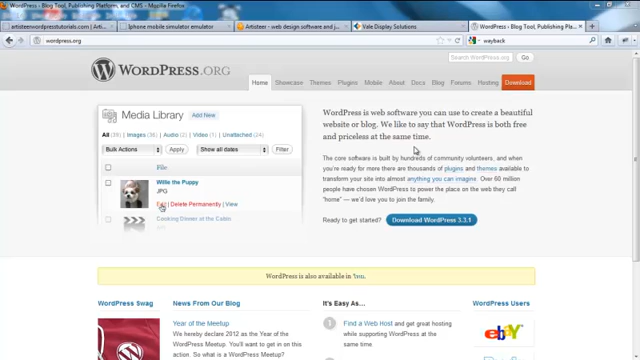 WordPress › Blog Tool, Publishing Platform, and CMS - Mozilla Firefox
artisteerwordpresstutorials.com
Iphone mobile simulator emulator
Artisteer - web design software and j...
Vale Display Solutions
WordPress › Blog Tool, Publishing Platfor...
wordpress.org
wayback
WORDPRESS.ORG
Search WordPress.org
Go
Home
Showcase
Themes
Plugins
Mobile
About
Docs
Blog
Forums
Hosting
Download
Media Library
Add New
All (39) | Images (36) | Audio (2) | Video (1) | Unattached (24)
Bulk Actions
Apply
Show all dates
Filter
File
Willie the Puppy
JPG
Edit | Delete Permanently | View
Cooking Dinner at the Cabin
WordPress is web software you can use to create a beautiful
website or blog. We like to say that WordPress is both free
and priceless at the same time.
The core software is built by hundreds of community volunteers, and when
you're ready for more there are thousands of plugins and themes available to
transform your site into almost anything you can imagine. Over 60 million
people have chosen WordPress to power the place on the web they call
"home" — we'd love you to join the family.
Ready to get started?
Download WordPress 3.3.1
WordPress is also available in
WordPress Swag
News From Our Blog
Year of the Meetup
We hereby declare 2012 as the Year of
the WordPress Meetup. You'll want to get in on this
action. So what is a WordPress Meetup?
It's Easy As...
1
Find a Web Host and get great hosting
while supporting WordPress at
the same time.
WordPress Users
ebay